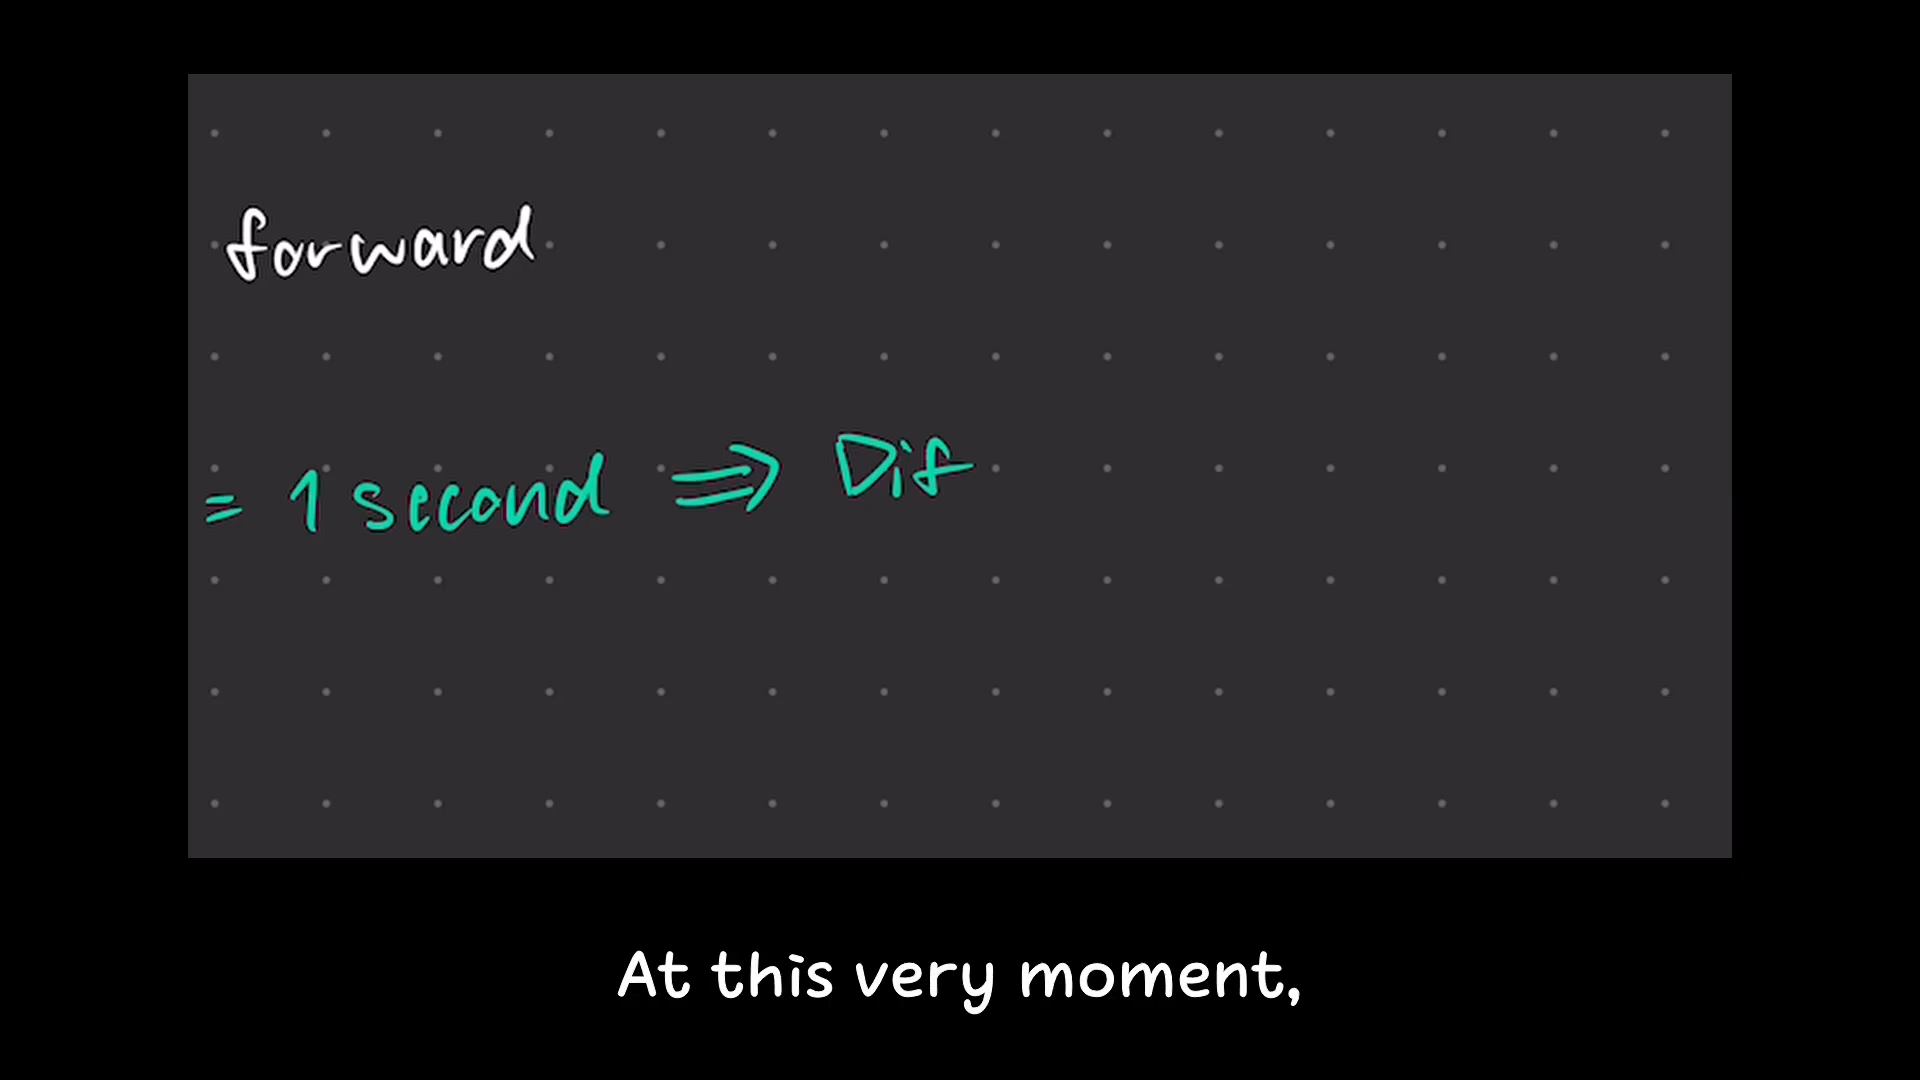 forward
= 1 second ⇒ Dif
At this very moment,